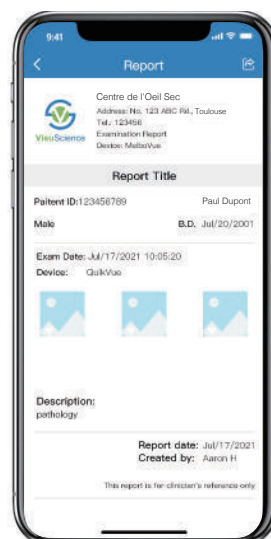 9:41
Report
Centre de l'Oeil Sec
Address: No. 123 ABC Rd., Toulouse
Tel.: 123456
Examination Report
Device: MeiboVue
VisuScience
Report Title
Paitent ID:123456789 Paul Dupont
Male B.D. Jul/20/2001
Exam Date: Jul/17/2021 10:05:20
Device: QuikVue
Description:
pathology
Report date: Jul/17/2021
Created by: Aaron H
This report is for clinician's reference only